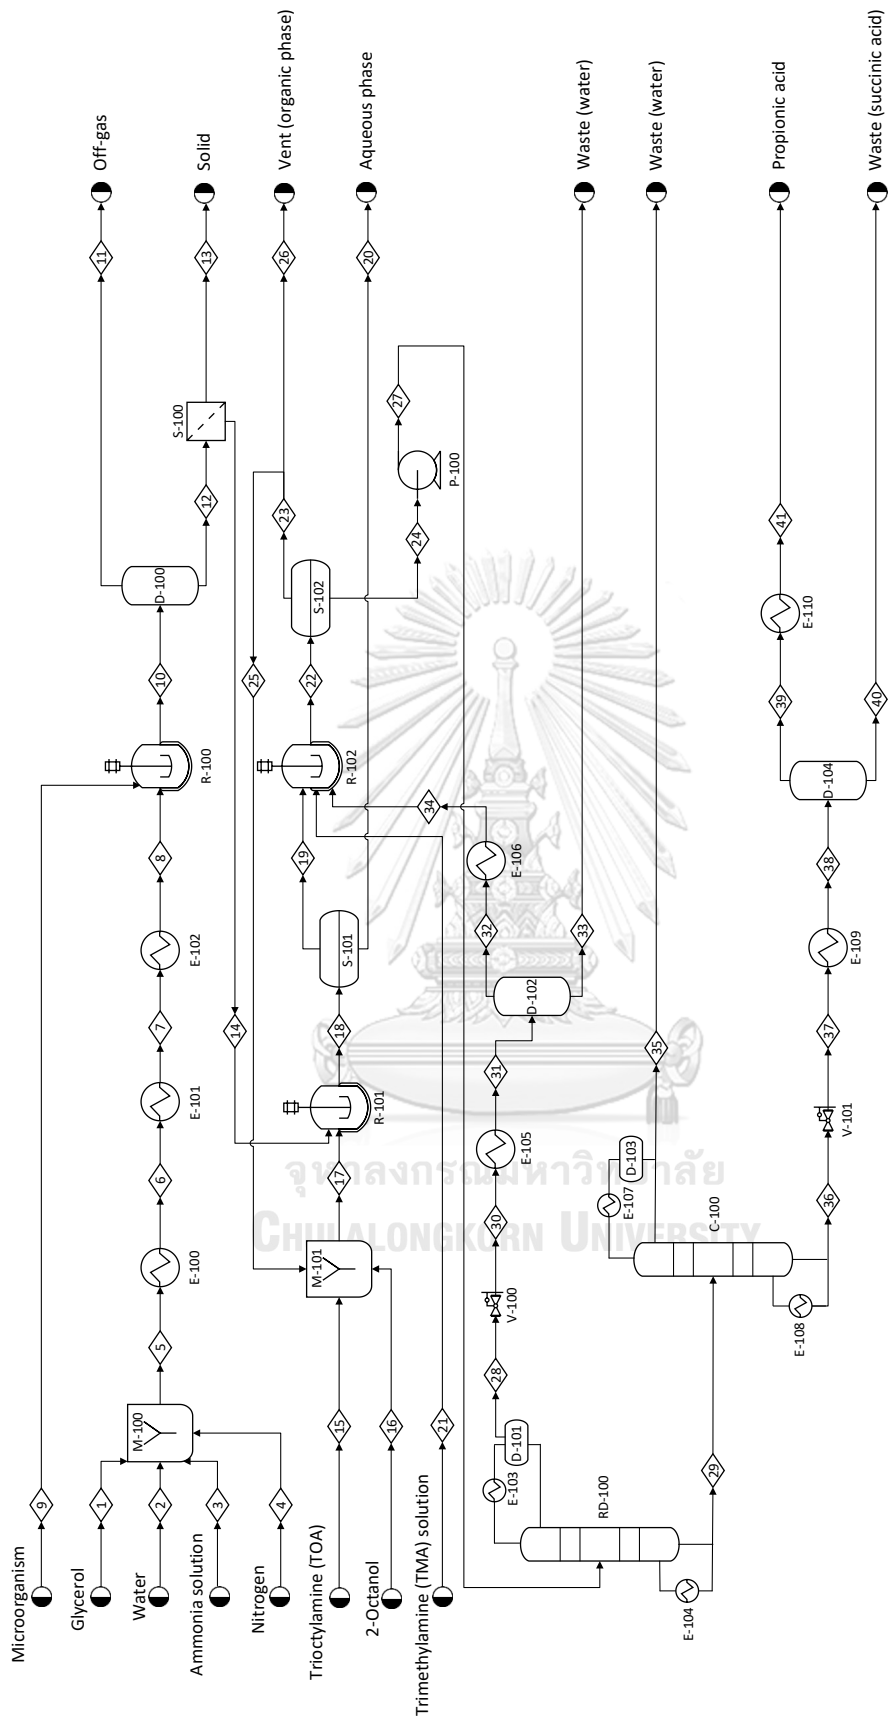 Microorganism
9
Glycerol
1
Water
2
Ammonia solution
3
Nitrogen
4
M-100
5
E-100
6
E-101
7
E-102
8
R-100
10
D-100
11
Off-gas
12
S-100
13
Solid
14
Trioctylamine (TOA)
15
2-Octanol
16
Trimethylamine (TMA) solution
21
M-101
17
R-101
18
S-101
19
R-102
22
S-102
23
25
26
Vent (organic phase)
20
Aqueous phase
24
P-100
27
RD-100
E-103
D-101
E-104
28
V-100
30
E-105
31
D-102
32
E-106
34
33
Waste (water)
29
C-100
E-107
D-103
E-108
35
Waste (water)
36
V-101
37
E-109
38
D-104
39
E-110
41
Propionic acid
40
Waste (succinic acid)
จุฬาลงกรณ์มหาวิทยาลัย
CHULALONGKORN UNIVERSITY